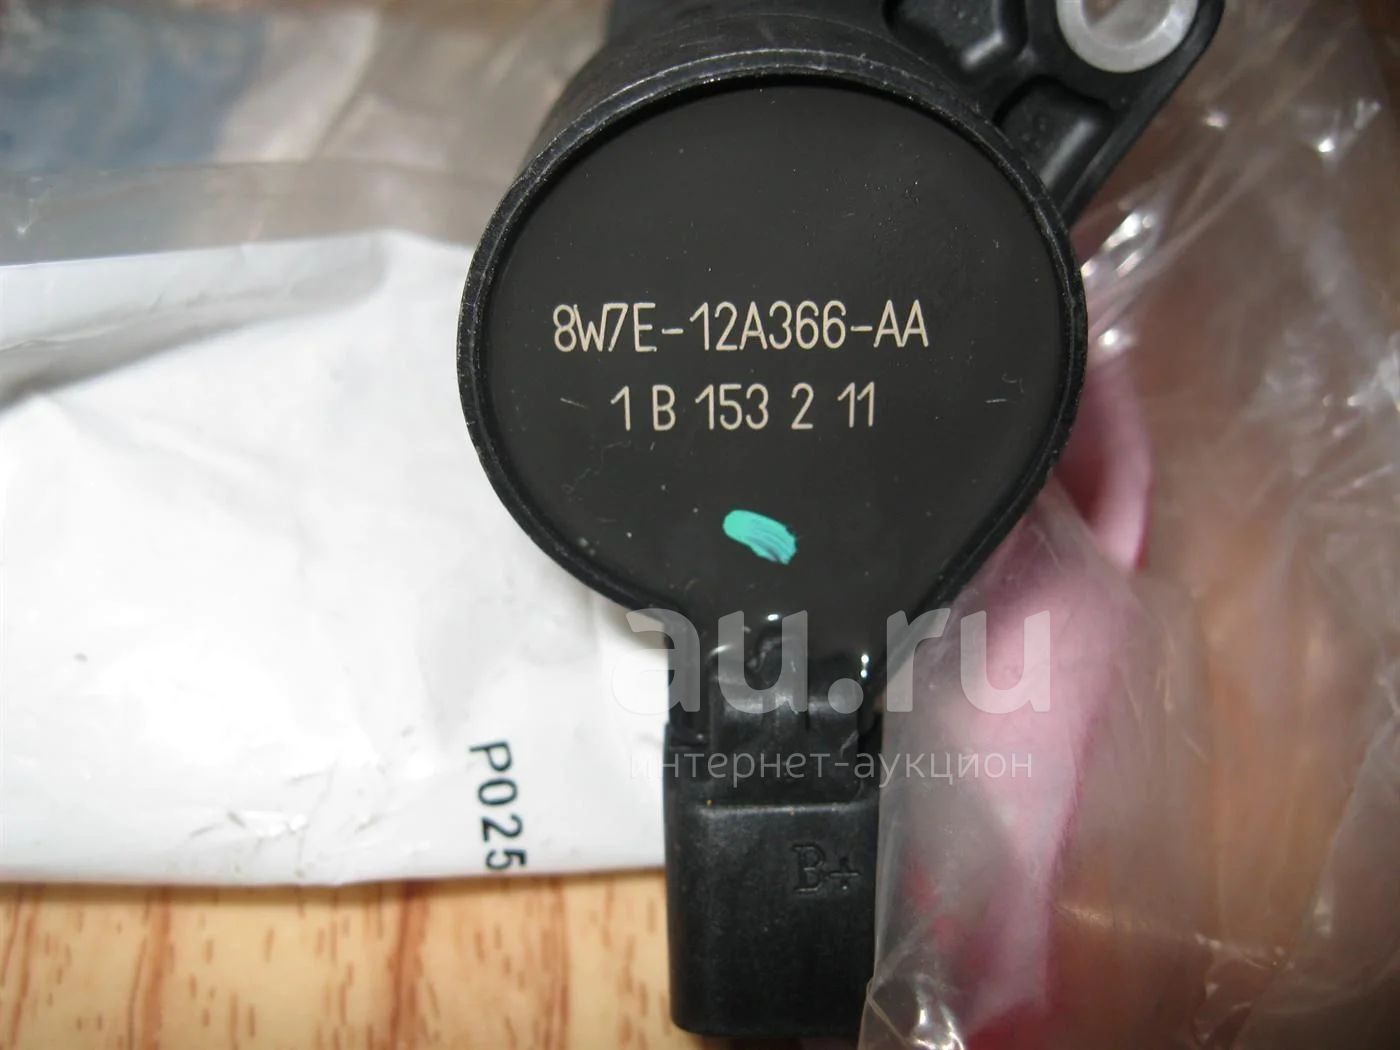 8W7E-12A366-AA
1 B 153 2 11
au.ru
интернет-аукцион
P025
B+